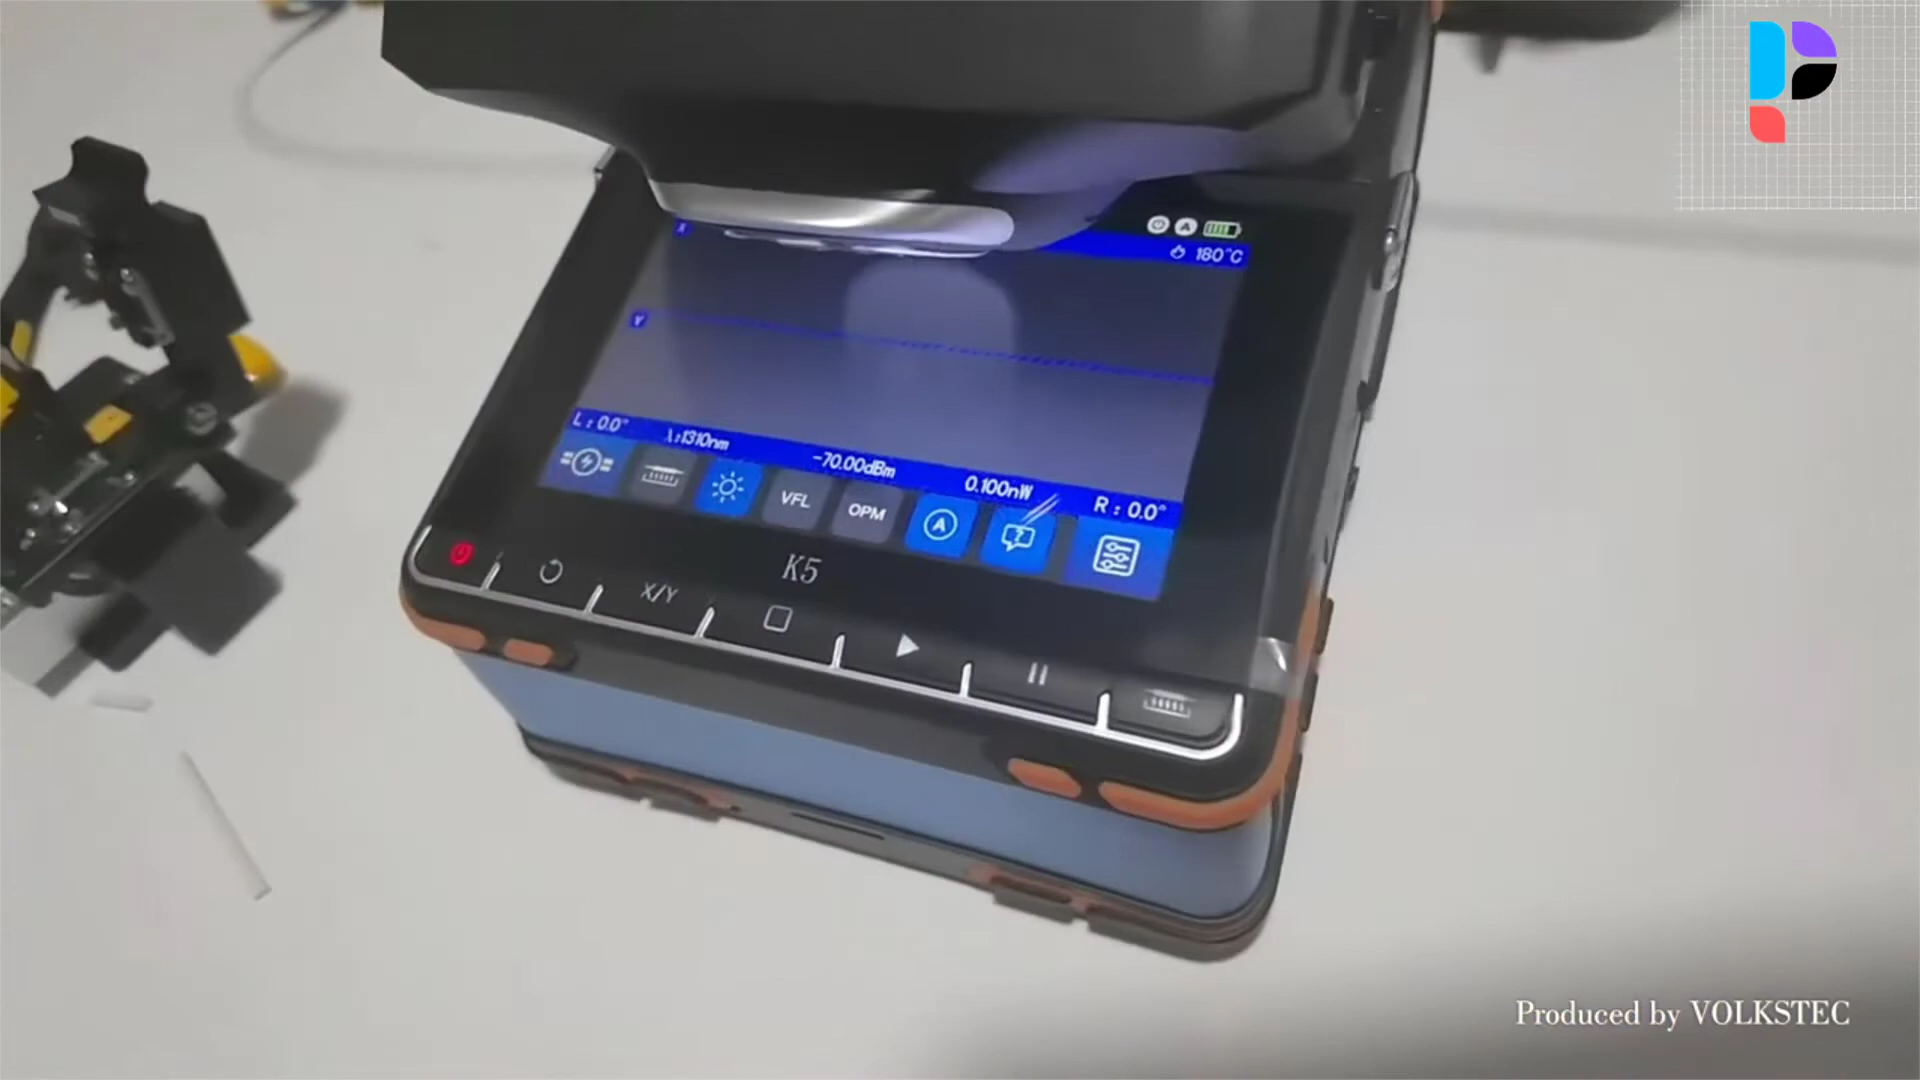 X
180°C
Y
L : 0.0°
λ:1310nm
-70.00dBm
0.100nW
R : 0.0°
VFL
OPM
A
?
K5
X/Y
Produced by VOLKSTEC